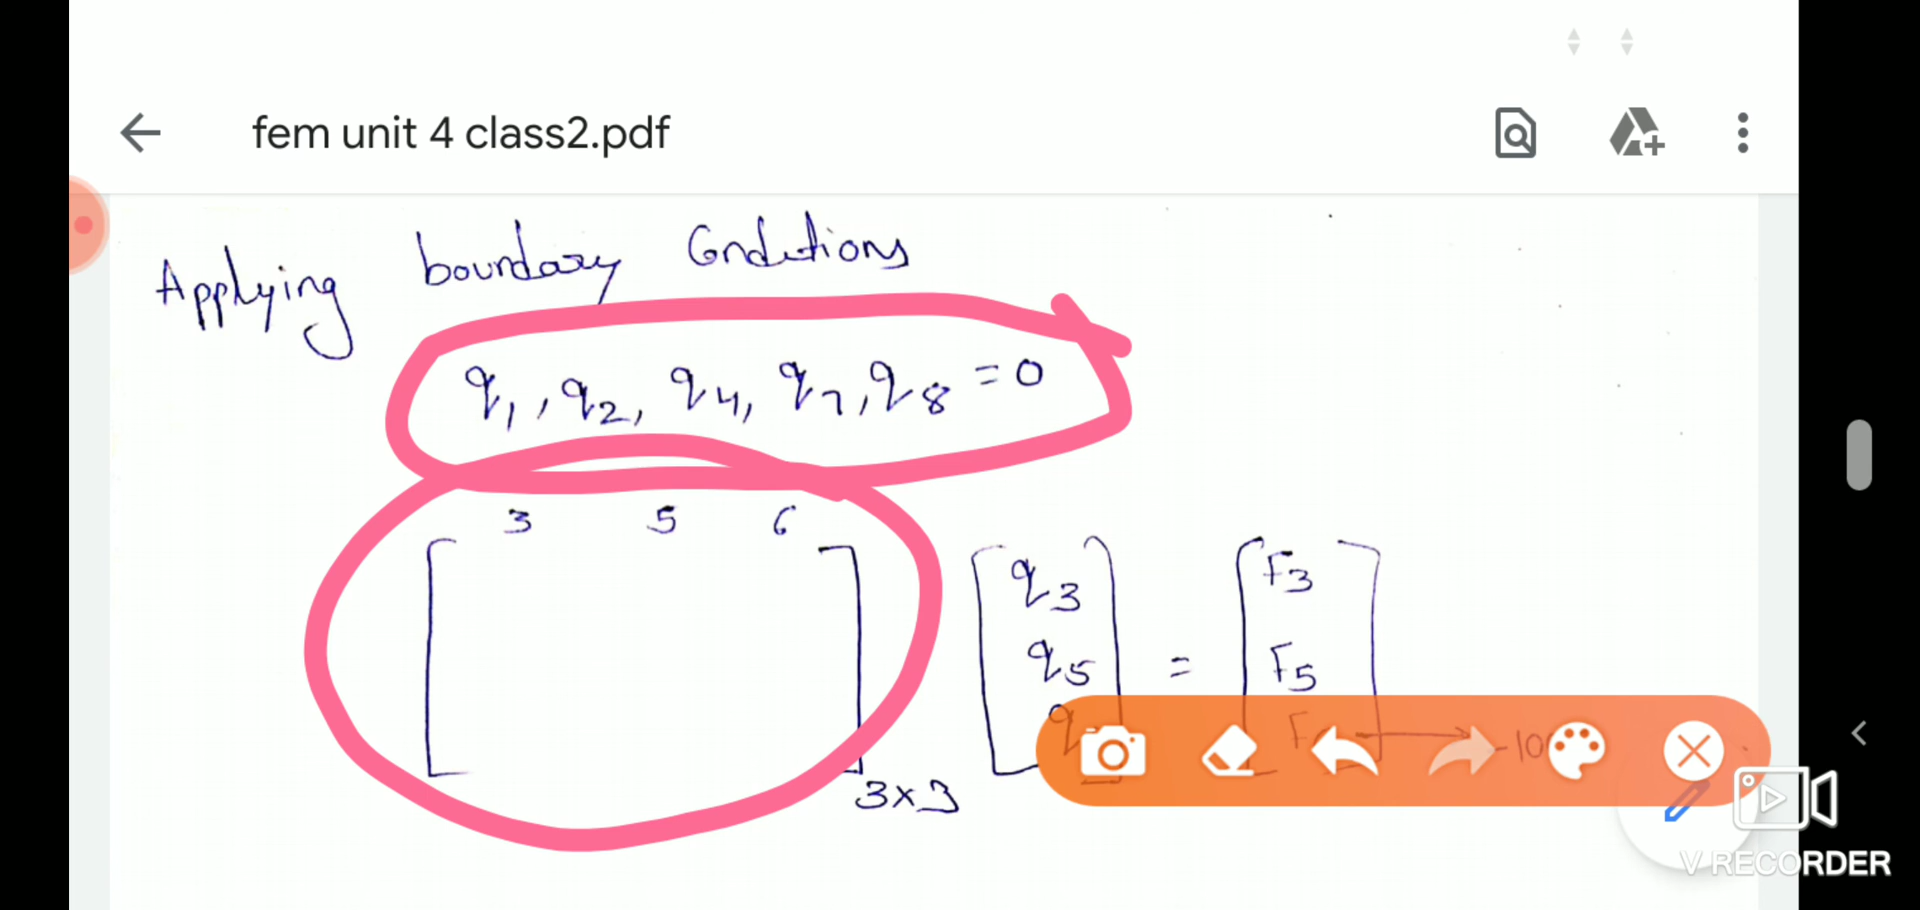 fem unit 4 class2.pdf
Applying boundary Conditions
q1, q2, q4, q7, q8 = 0
3 5 6
q3 F3
q5 = F5
q F -10
3x3
V RECORDER